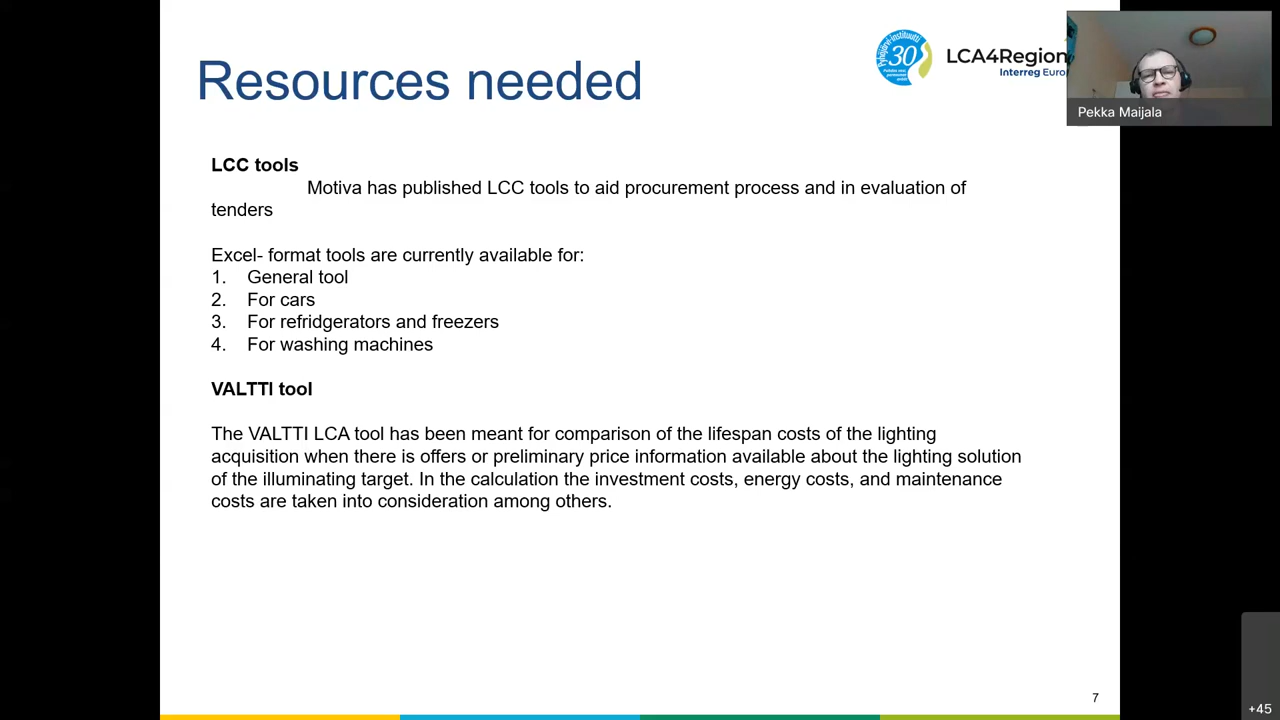 Resources needed
Pyhäjärvi-instituutti
30
LCA4Region
Interreg Euro
Pekka Maijala
LCC tools
Motiva has published LCC tools to aid procurement process and in evaluation of
tenders
Excel- format tools are currently available for:
1. General tool
2. For cars
3. For refridgerators and freezers
4. For washing machines
VALTTI tool
The VALTTI LCA tool has been meant for comparison of the lifespan costs of the lighting
acquisition when there is offers or preliminary price information available about the lighting solution
of the illuminating target. In the calculation the investment costs, energy costs, and maintenance
costs are taken into consideration among others.
7
+45